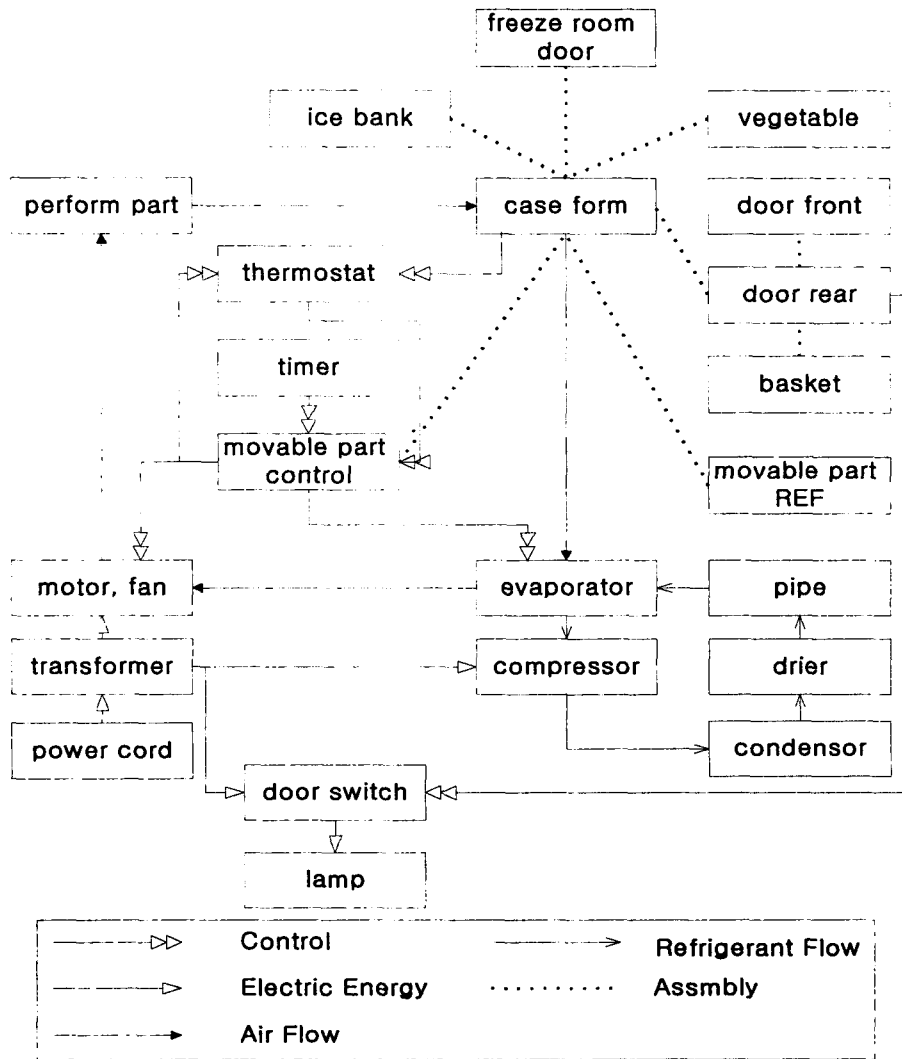 freeze room
door
ice bank
vegetable
perform part
case form
door front
thermostat
door rear
timer
basket
movable part
control
movable part
REF
motor, fan
evaporator
pipe
transformer
compressor
drier
power cord
condensor
door switch
lamp
Control
Refrigerant Flow
Electric Energy
Assmbly
Air Flow